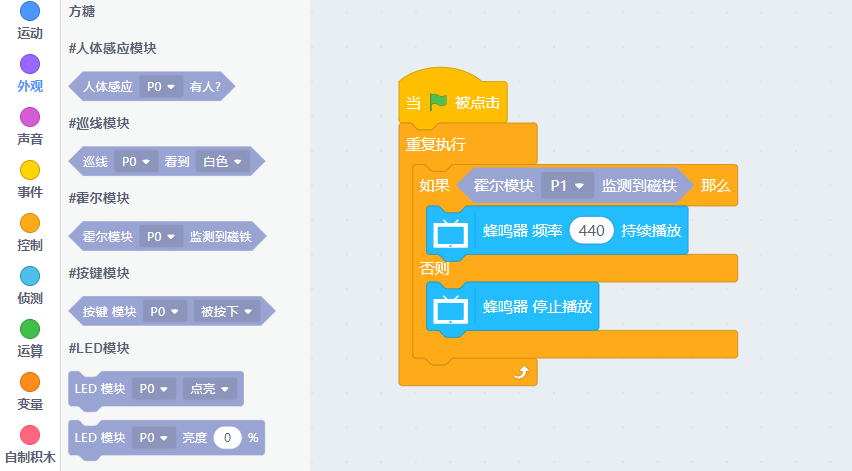 方糖
运动
#人体感应模块
外观
人体感应 P0 有人?
#巡线模块
声音
巡线 P0 看到 白色
事件
#霍尔模块
控制
霍尔模块 P0 监测到磁铁
#按键模块
侦测
按键 模块 P0 被按下
运算
#LED模块
变量
LED 模块 P0 点亮
自制积木
LED 模块 P0 亮度 0 %
当 被点击
重复执行
如果 霍尔模块 P1 监测到磁铁 那么
蜂鸣器 频率 440 持续播放
否则
蜂鸣器 停止播放